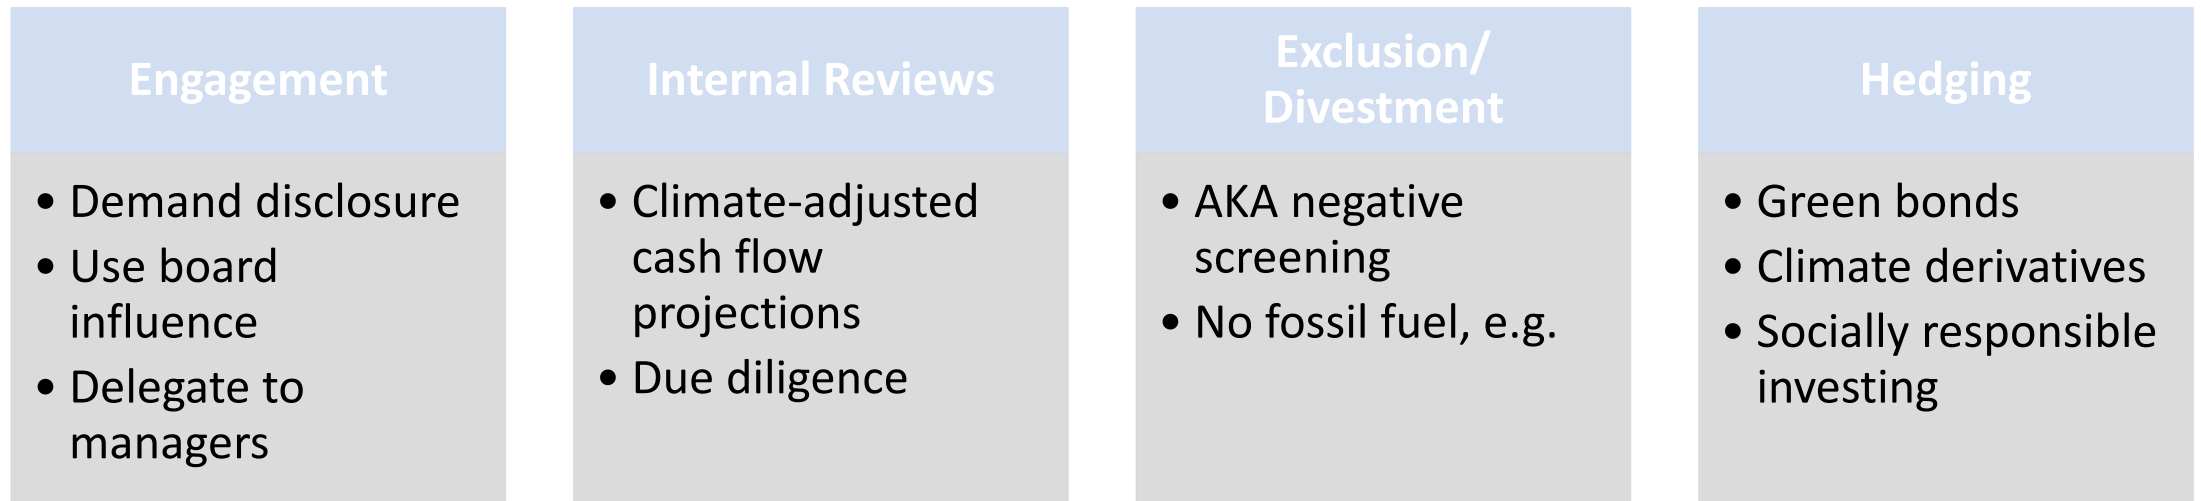 Engagement
• Demand disclosure
• Use board
influence
• Delegate to
managers
Internal Reviews
• Climate-adjusted
cash flow
projections
• Due diligence
Exclusion/
Divestment
• AKA negative
screening
• No fossil fuel, e.g.
Hedging
• Green bonds
• Climate derivatives
• Socially responsible
investing